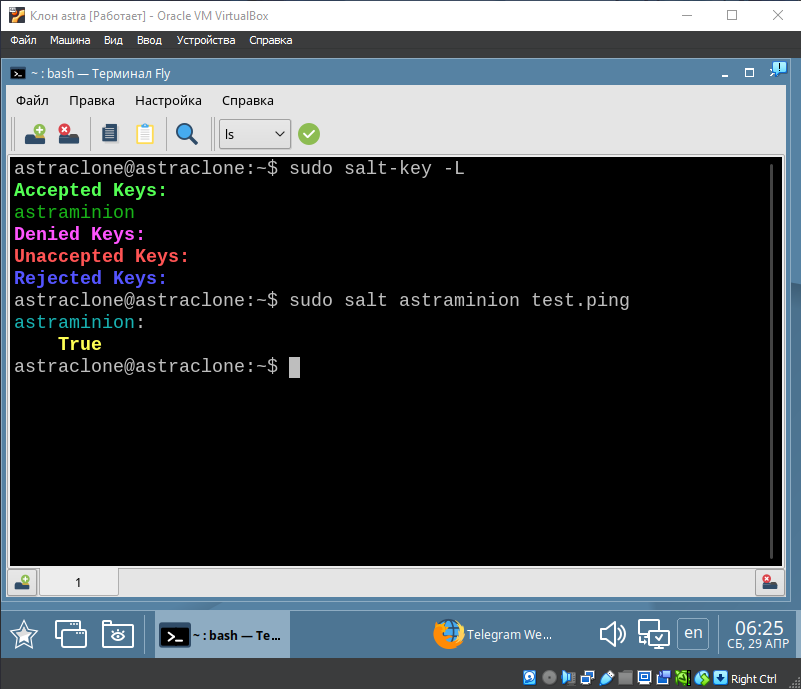 Клон astra [Работает] - Oracle VM VirtualBox
Файл Машина Вид Ввод Устройства Справка
~ : bash — Терминал Fly
Файл Правка Настройка Справка
ls
astraclone@astraclone:~$ sudo salt-key -L
Accepted Keys:
astraminion
Denied Keys:
Unaccepted Keys:
Rejected Keys:
astraclone@astraclone:~$ sudo salt astraminion test.ping
astraminion:
True
astraclone@astraclone:~$
1
~ : bash — Те...
Telegram We...
en
06:25
СБ, 29 АПР
Right Ctrl